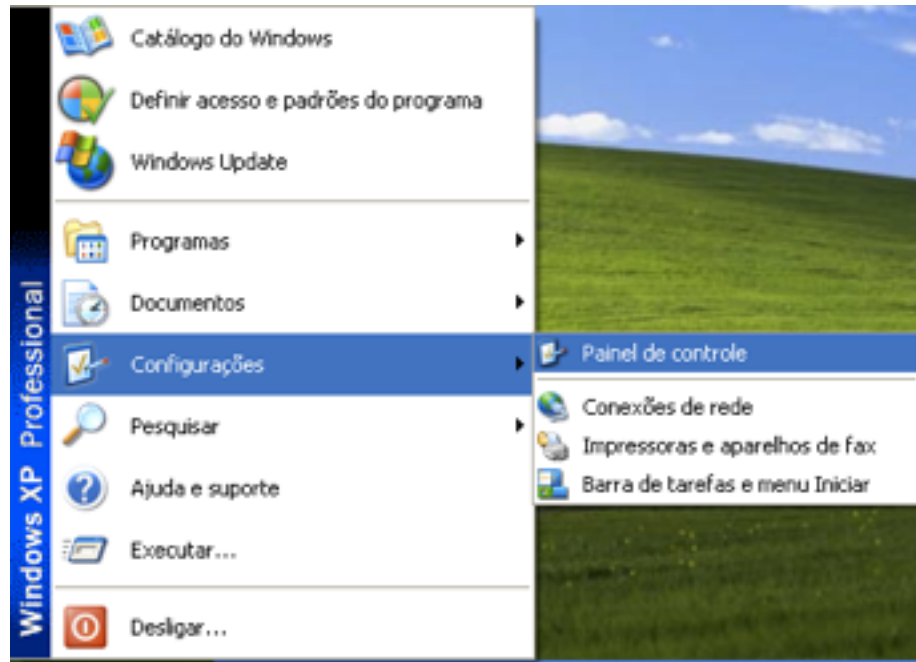 Catálogo do Windows
Definir acesso e padrões do programa
Windows Update
Programas
Documentos
Configurações
Pesquisar
Ajuda e suporte
Executar...
Desligar...
Painel de controle
Conexões de rede
Impressoras e aparelhos de fax
Barra de tarefas e menu Iniciar
Windows XP Professional